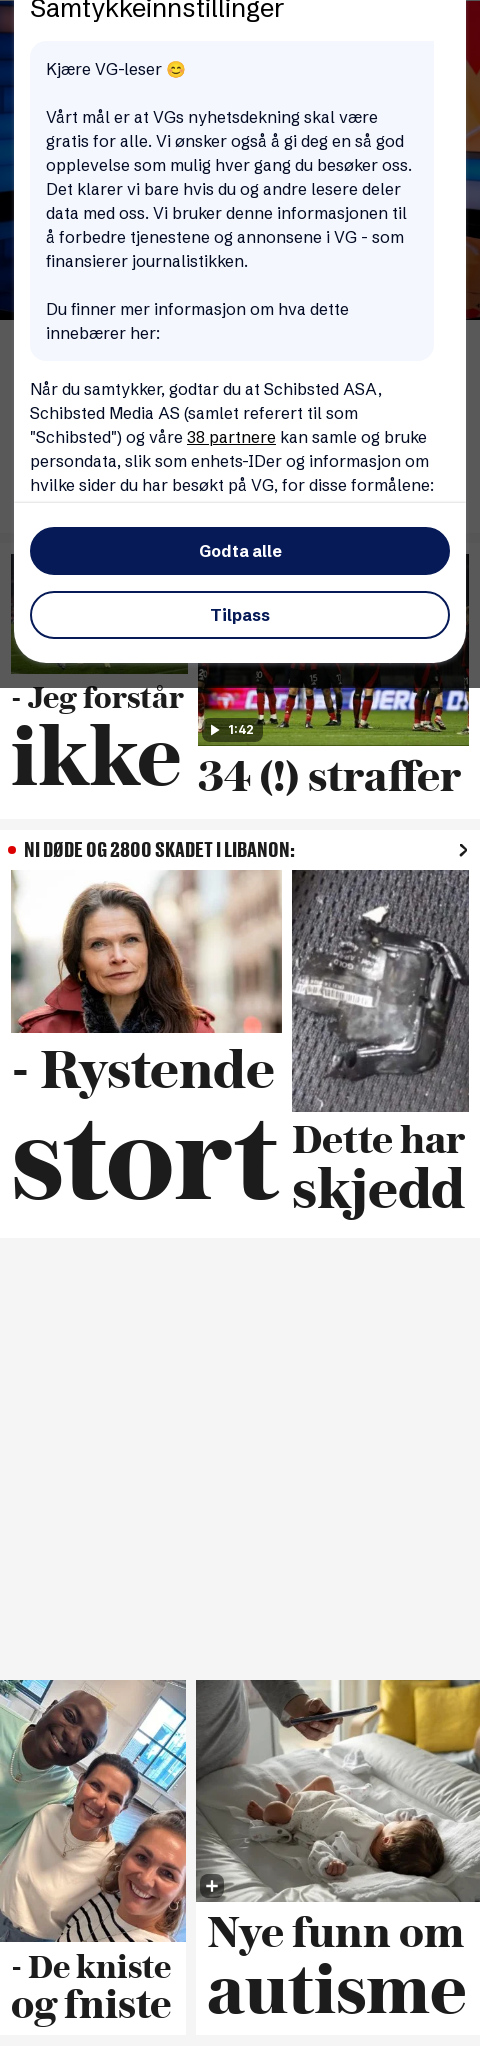 Samtykkeinnstillinger
Kjære VG-leser 😊
Vårt mål er at VGs nyhetsdekning skal være
gratis for alle. Vi ønsker også å gi deg en så god
opplevelse som mulig hver gang du besøker oss.
Det klarer vi bare hvis du og andre lesere deler
data med oss. Vi bruker denne informasjonen til
å forbedre tjenestene og annonsene i VG - som
finansierer journalistikken.
Du finner mer informasjon om hva dette
innebærer her:
Når du samtykker, godtar du at Schibsted ASA,
Schibsted Media AS (samlet referert til som
"Schibsted") og våre 38 partnere kan samle og bruke
persondata, slik som enhets-IDer og informasjon om
hvilke sider du har besøkt på VG, for disse formålene:
Godta alle
Tilpass
- Jeg forstår
ikke
1:42
34 (!) straffer
NI DØDE OG 2800 SKADET I LIBANON:
- Rystende
stort
Dette har
skjedd
- De kniste
og fniste
Nye funn om
autisme